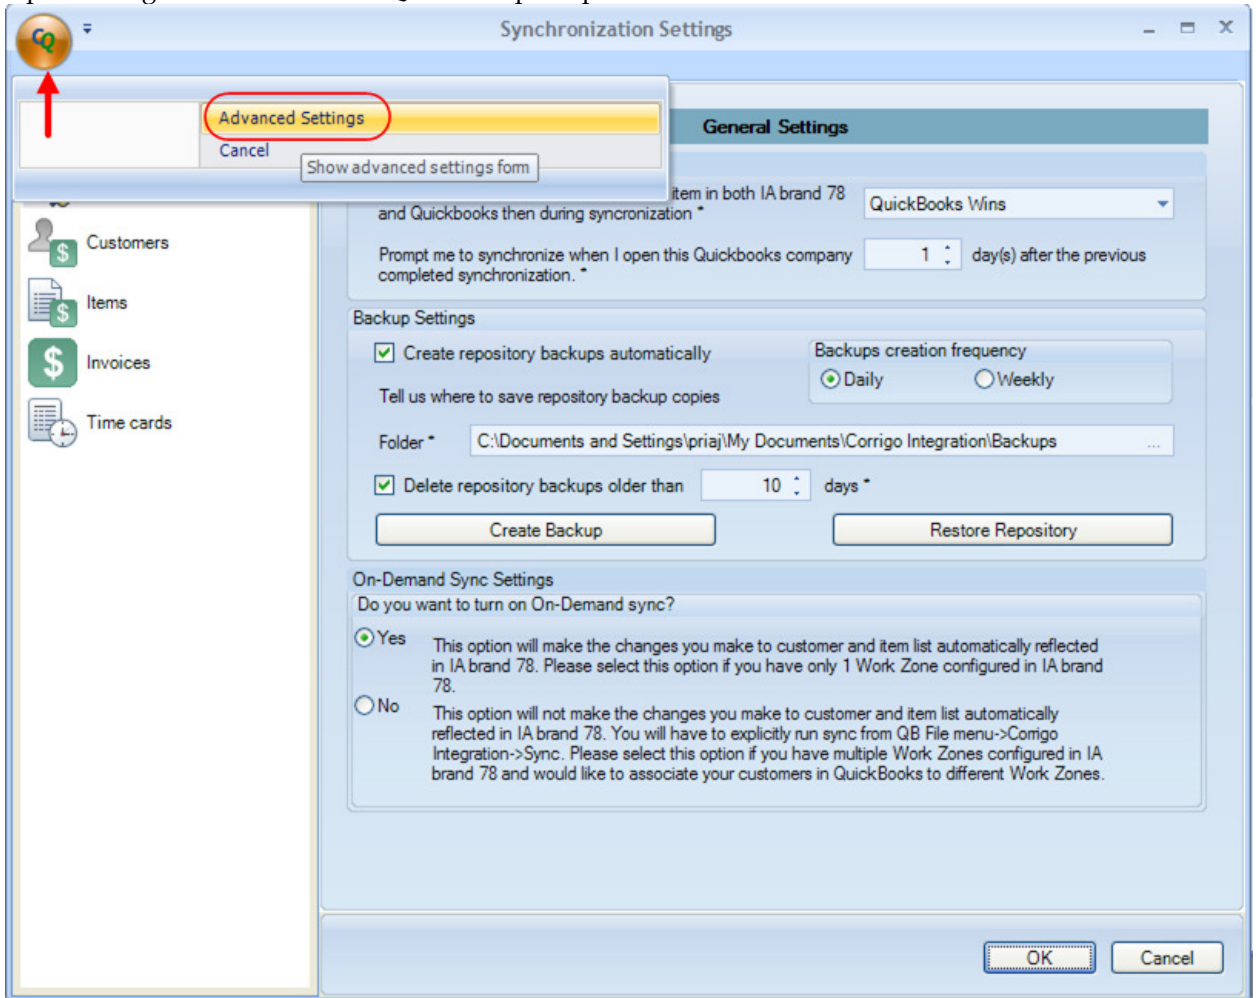 Synchronization Settings
CQ
Advanced Settings
Cancel
Show advanced settings form
General Settings
item in both IA brand 78
and Quickbooks then during syncronization *
QuickBooks Wins
Prompt me to synchronize when I open this Quickbooks company
completed synchronization. *
1
day(s) after the previous
Customers
Items
Invoices
Time cards
Backup Settings
Create repository backups automatically
Backups creation frequency
Daily
Weekly
Tell us where to save repository backup copies
Folder *
C:\Documents and Settings\priaj\My Documents\Corrigo Integration\Backups
...
Delete repository backups older than
10
days *
Create Backup
Restore Repository
On-Demand Sync Settings
Do you want to turn on On-Demand sync?
Yes
This option will make the changes you make to customer and item list automatically reflected
in IA brand 78. Please select this option if you have only 1 Work Zone configured in IA brand
78.
No
This option will not make the changes you make to customer and item list automatically
reflected in IA brand 78. You will have to explicitly run sync from QB File menu->Corrigo
Integration->Sync. Please select this option if you have multiple Work Zones configured in IA
brand 78 and would like to associate your customers in QuickBooks to different Work Zones.
OK
Cancel